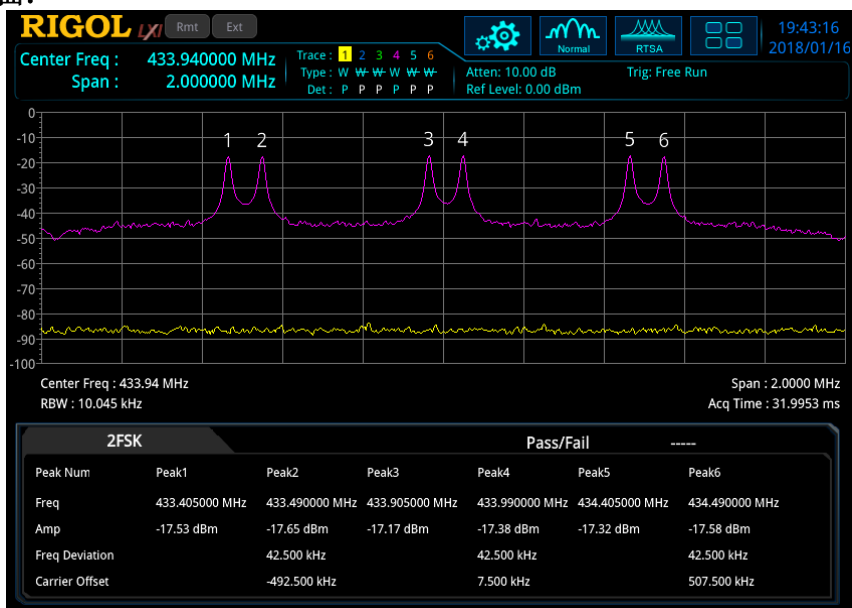 RIGOL LXI Rmt Ext
Normal RTSA 19:43:16
2018/01/16
Center Freq : 433.940000 MHz
Span : 2.000000 MHz
Trace : 1 2 3 4 5 6
Type : W W W W W W
Det : P P P P P P
Atten: 10.00 dB Trig: Free Run
Ref Level: 0.00 dBm
0
-10
-20
-30
-40
-50
-60
-70
-80
-90
-100
1 2 3 4 5 6
Center Freq : 433.94 MHz Span : 2.0000 MHz
RBW : 10.045 kHz Acq Time : 31.9953 ms
2FSK Pass/Fail -----
Peak Num Peak1 Peak2 Peak3 Peak4 Peak5 Peak6
Freq 433.405000 MHz 433.490000 MHz 433.905000 MHz 433.990000 MHz 434.405000 MHz 434.490000 MHz
Amp -17.53 dBm -17.65 dBm -17.17 dBm -17.38 dBm -17.32 dBm -17.58 dBm
Freq Deviation 42.500 kHz 42.500 kHz 42.500 kHz
Carrier Offset -492.500 kHz 7.500 kHz 507.500 kHz